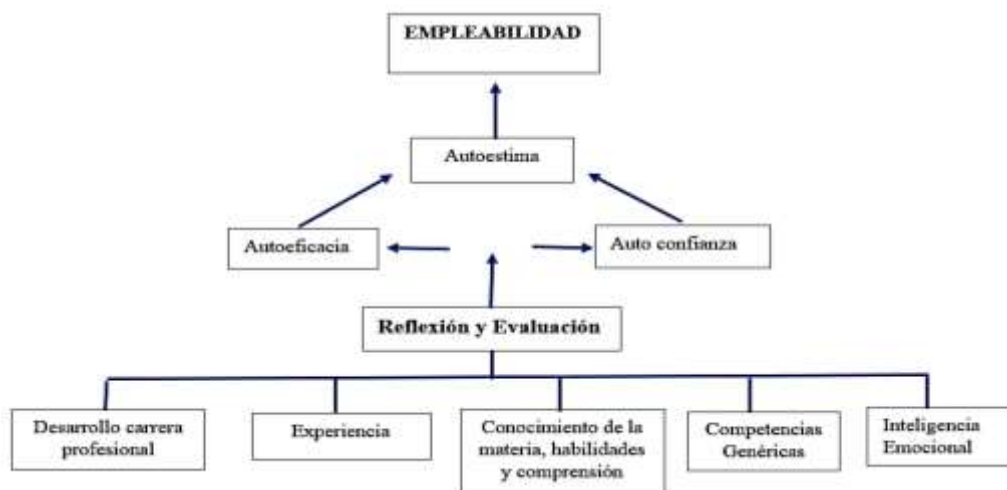 EMPLEABILIDAD
Autoestima
Autoeficacia
Auto confianza
Reflexión y Evaluación
Desarrollo carrera
profesional
Experiencia
Conocimiento de la
materia, habilidades
y comprensión
Competencias
Genéricas
Inteligencia
Emocional